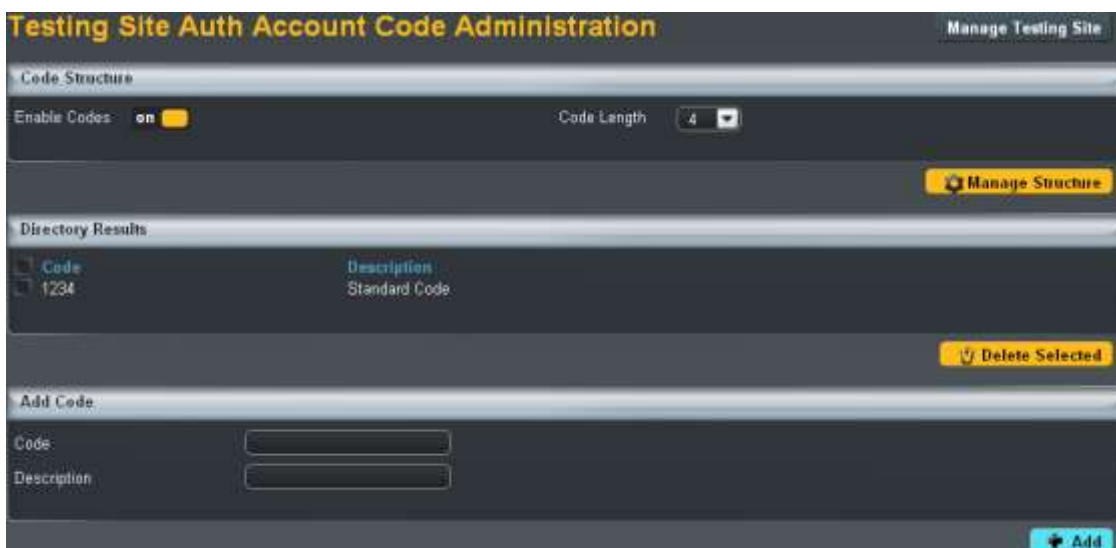 Testing Site Auth Account Code Administration
Manage Testing Site
Code Structure
Enable Codes on Code Length 4
Manage Structure
Directory Results
Code Description
1234 Standard Code
Delete Selected
Add Code
Code
Description
Add